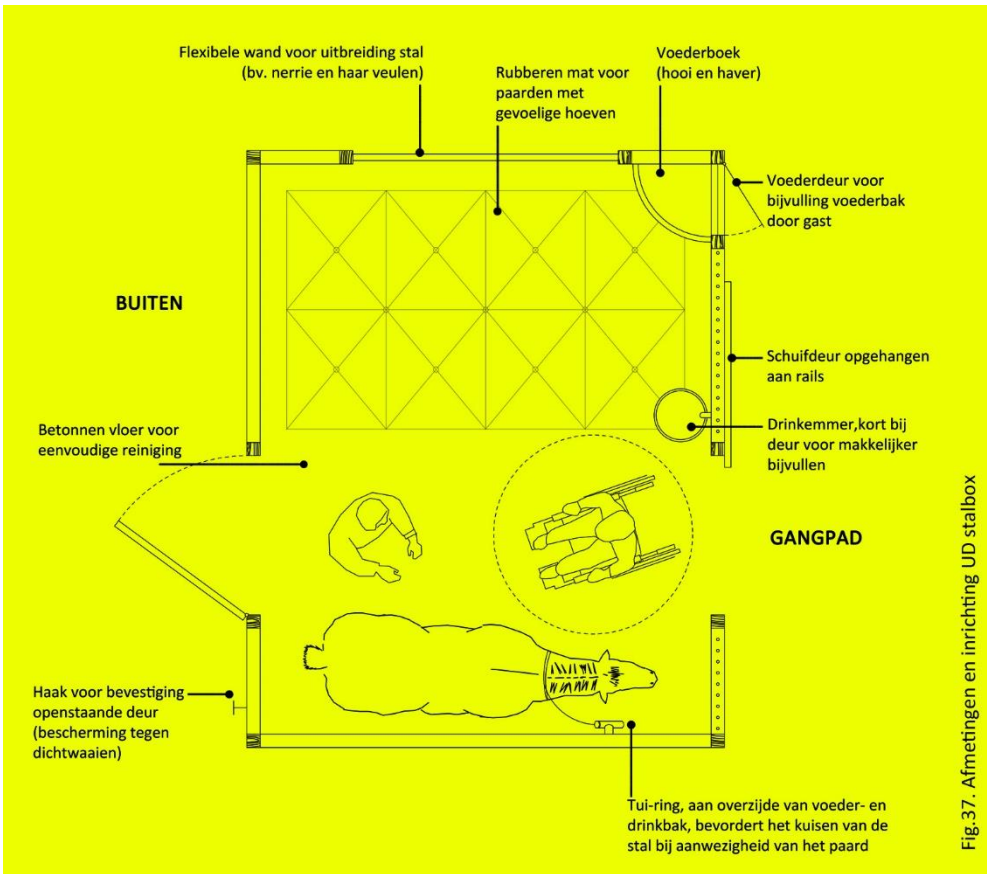 Flexibele wand voor uitbreiding stal
(bv. nerrie en haar veulen)
Rubberen mat voor
paarden met
gevoelige hoeven
Voederboek
(hooi en haver)
Voederdeur voor
bijvulling voederbak
door gast
BUITEN
Schuifdeur opgehangen
aan rails
Betonnen vloer voor
eenvoudige reiniging
Drinkemmer,kort bij
deur voor makkelijker
bijvullen
GANGPAD
Haak voor bevestiging
openstaande deur
(bescherming tegen
dichtwaaien)
Tui-ring, aan overzijde van voeder- en
drinkbak, bevordert het kuisen van de
stal bij aanwezigheid van het paard
Fig.37. Afmetingen en inrichting UD stalbox